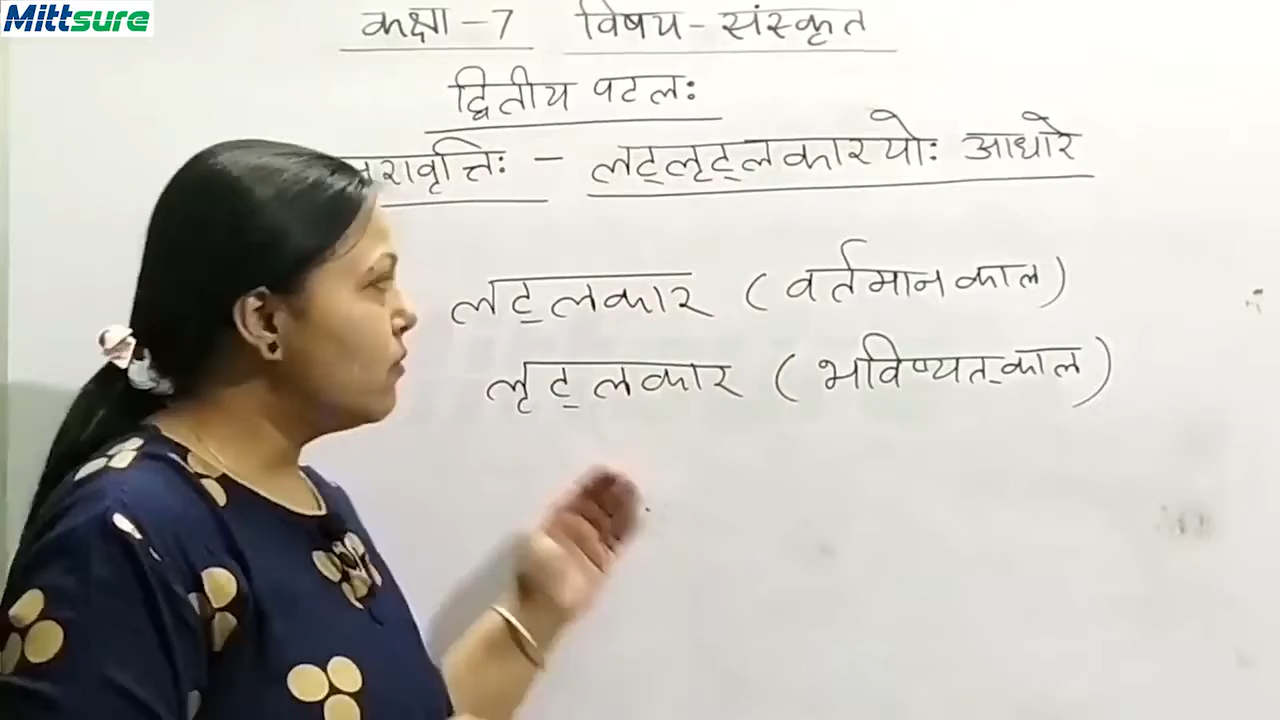 Mittsure
कक्षा -7 विषय - संस्कृत
द्वितीय पटलः
- लट्लृट्लकारयोः आधारे
लट् लकार (वर्तमान काल)
लृट् लकार (भविष्यत् काल)